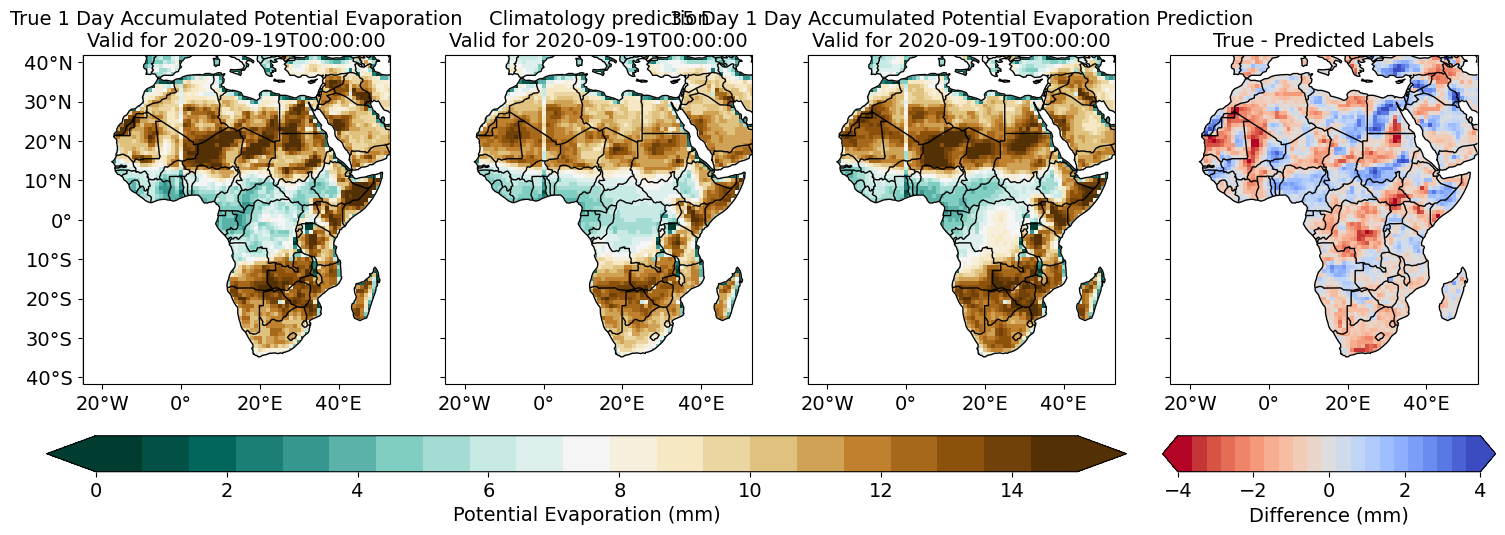 True 1 Day Accumulated Potential Evaporation
Valid for 2020-09-19T00:00:00
Climatology prediction
Valid for 2020-09-19T00:00:00
35 Day 1 Day Accumulated Potential Evaporation Prediction
Valid for 2020-09-19T00:00:00
True - Predicted Labels
40°N
30°N
20°N
10°N
0°
10°S
20°S
30°S
40°S
20°W 0° 20°E 40°E
20°W 0° 20°E 40°E
20°W 0° 20°E 40°E
20°W 0° 20°E 40°E
0 2 4 6 8 10 12 14
Potential Evaporation (mm)
−4 −2 0 2 4
Difference (mm)